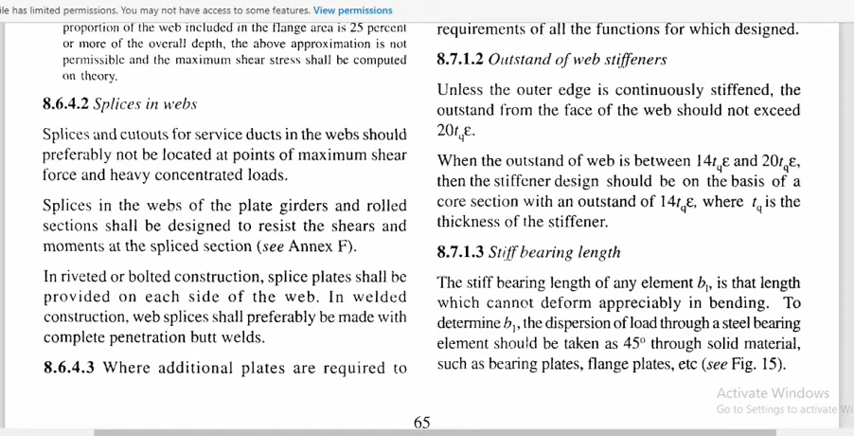 ile has limited permissions. You may not have access to some features. View permissions
proportion of the web included in the flange area is 25 percent
or more of the overall depth, the above approximation is not
permissible and the maximum shear stress shall be computed
on theory.
8.6.4.2 Splices in webs
Splices and cutouts for service ducts in the webs should
preferably not be located at points of maximum shear
force and heavy concentrated loads.
Splices in the webs of the plate girders and rolled
sections shall be designed to resist the shears and
moments at the spliced section (see Annex F).
In riveted or bolted construction, splice plates shall be
provided on each side of the web. In welded
construction, web splices shall preferably be made with
complete penetration butt welds.
8.6.4.3 Where additional plates are required to
requirements of all the functions for which designed.
8.7.1.2 Outstand of web stiffeners
Unless the outer edge is continuously stiffened, the
outstand from the face of the web should not exceed
20t_qε.
When the outstand of web is between 14t_qε and 20t_qε,
then the stiffener design should be on the basis of a
core section with an outstand of 14t_qε, where t_q is the
thickness of the stiffener.
8.7.1.3 Stiff bearing length
The stiff bearing length of any element b₁, is that length
which cannot deform appreciably in bending. To
determine b₁, the dispersion of load through a steel bearing
element should be taken as 45° through solid material,
such as bearing plates, flange plates, etc (see Fig. 15).
65
Activate Windows
Go to Settings to activate Wi